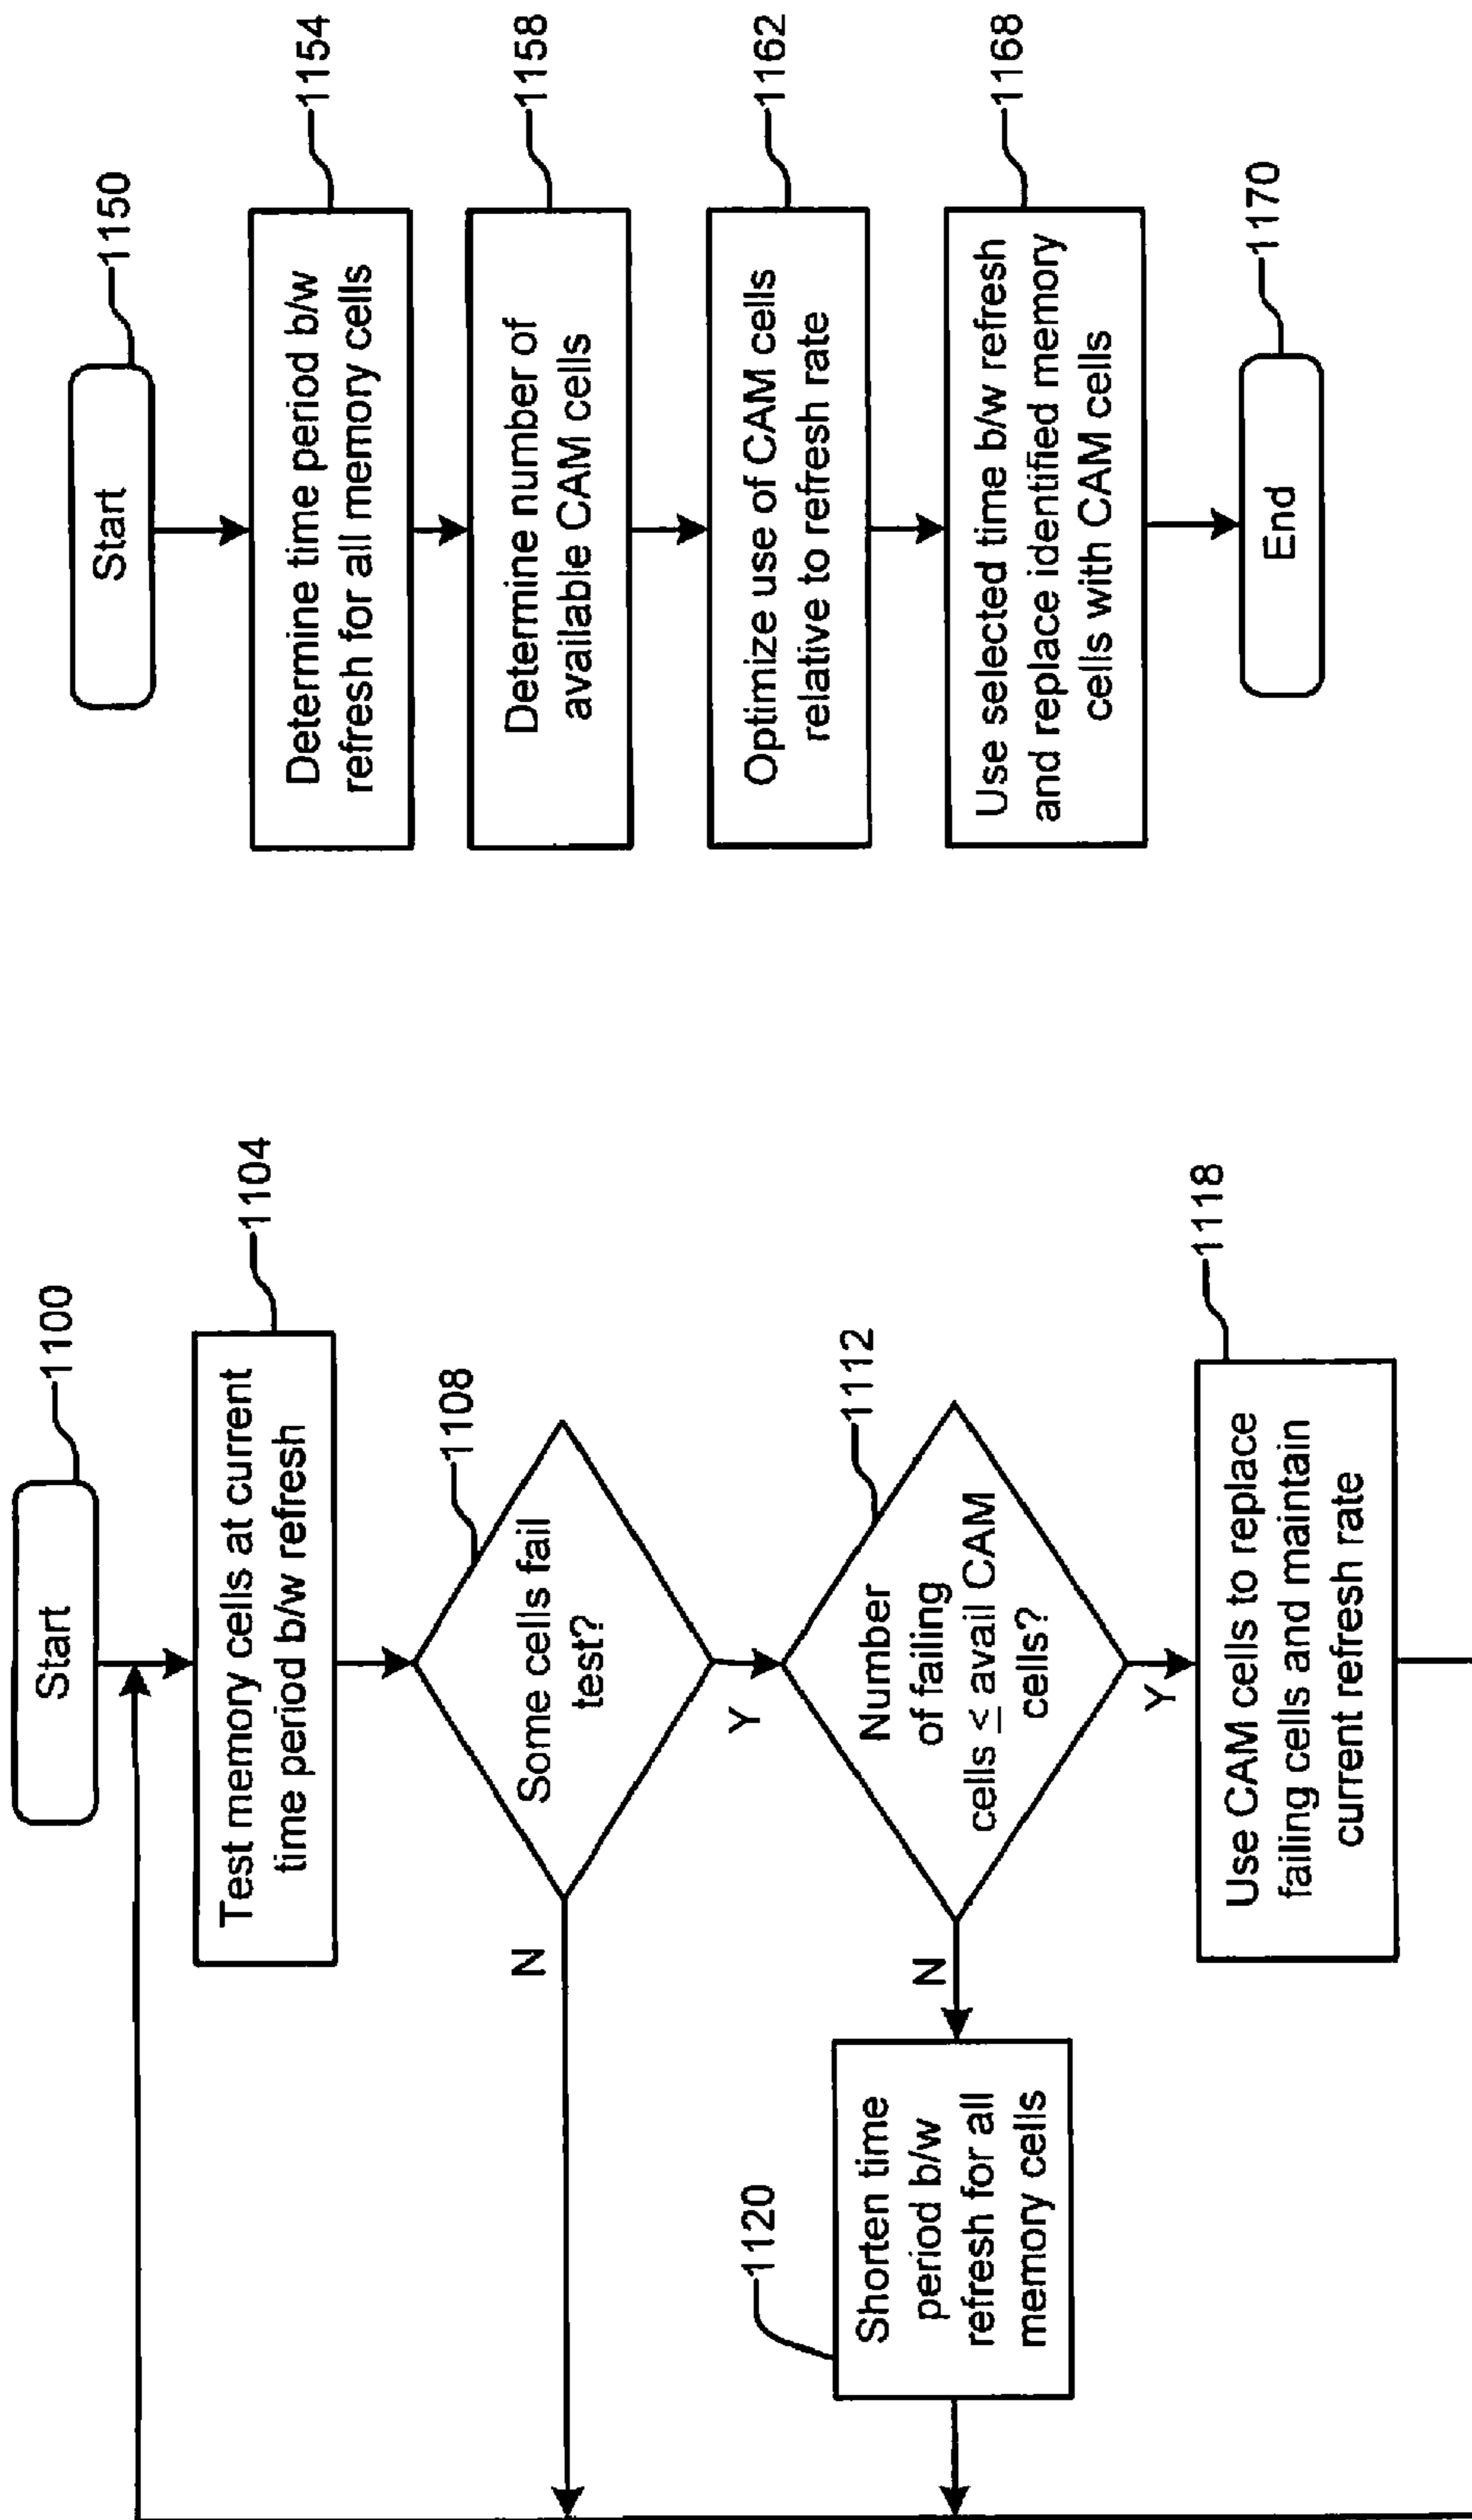 Start
1100
Test memory cells at current
time period b/w refresh
1104
Some cells fail
test?
1108
N
Y
Number
of failing
cells ≤ avail CAM
cells?
1112
N
Y
Shorten time
period b/w
refresh for all
memory cells
1120
Use CAM cells to replace
failing cells and maintain
current refresh rate
1118
Start
1150
Determine time period b/w
refresh for all memory cells
1154
Determine number of
available CAM cells
1158
Optimize use of CAM cells
relative to refresh rate
1162
Use selected time b/w refresh
and replace identified memory
cells with CAM cells
1168
End
1170